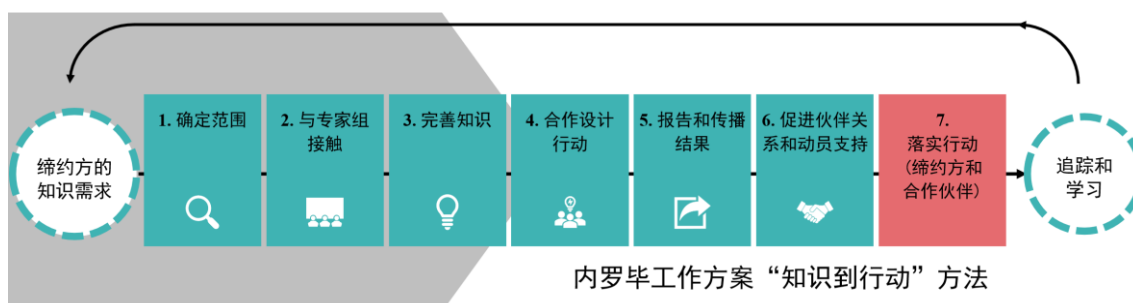 缔约方的
知识需求
1. 确定范围
2. 与专家组
接触
3. 完善知识
4. 合作设计
行动
5. 报告和传播
结果
6. 促进伙伴关
系和动员支持
7.
落实行动
（缔约方和
合作伙伴）
追踪和
学习
内罗毕工作方案“知识到行动”方法